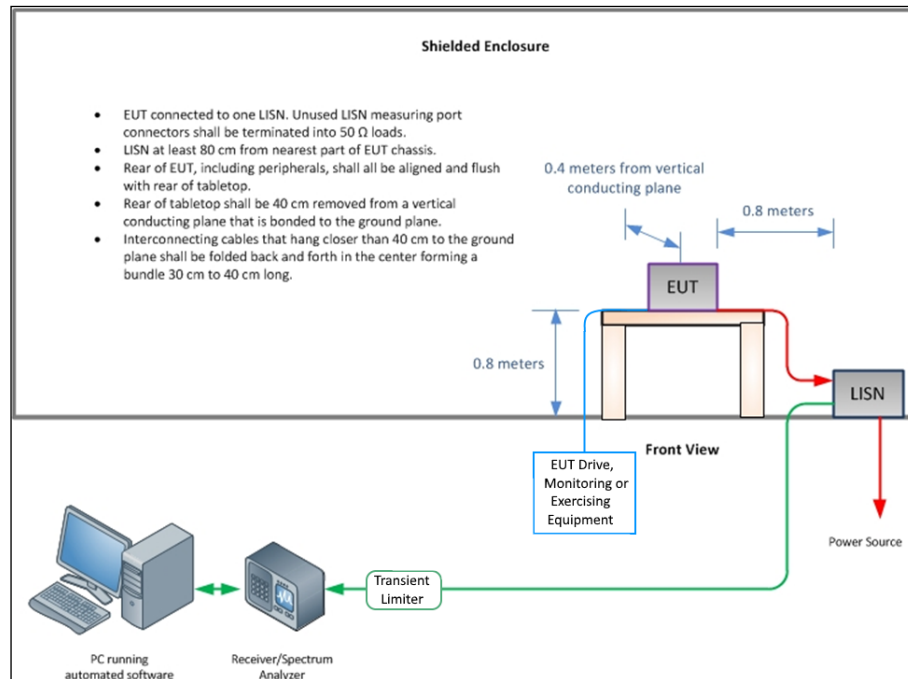 Shielded Enclosure
• EUT connected to one LISN. Unused LISN measuring port
connectors shall be terminated into 50 Ω loads.
• LISN at least 80 cm from nearest part of EUT chassis.
• Rear of EUT, including peripherals, shall all be aligned and flush
with rear of tabletop.
• Rear of tabletop shall be 40 cm removed from a vertical
conducting plane that is bonded to the ground plane.
• Interconnecting cables that hang closer than 40 cm to the ground
plane shall be folded back and forth in the center forming a
bundle 30 cm to 40 cm long.
0.4 meters from vertical
conducting plane
0.8 meters
EUT
0.8 meters
LISN
Front View
EUT Drive,
Monitoring or
Exercising
Equipment
Power Source
Transient
Limiter
PC running
automated software
Receiver/Spectrum
Analyzer